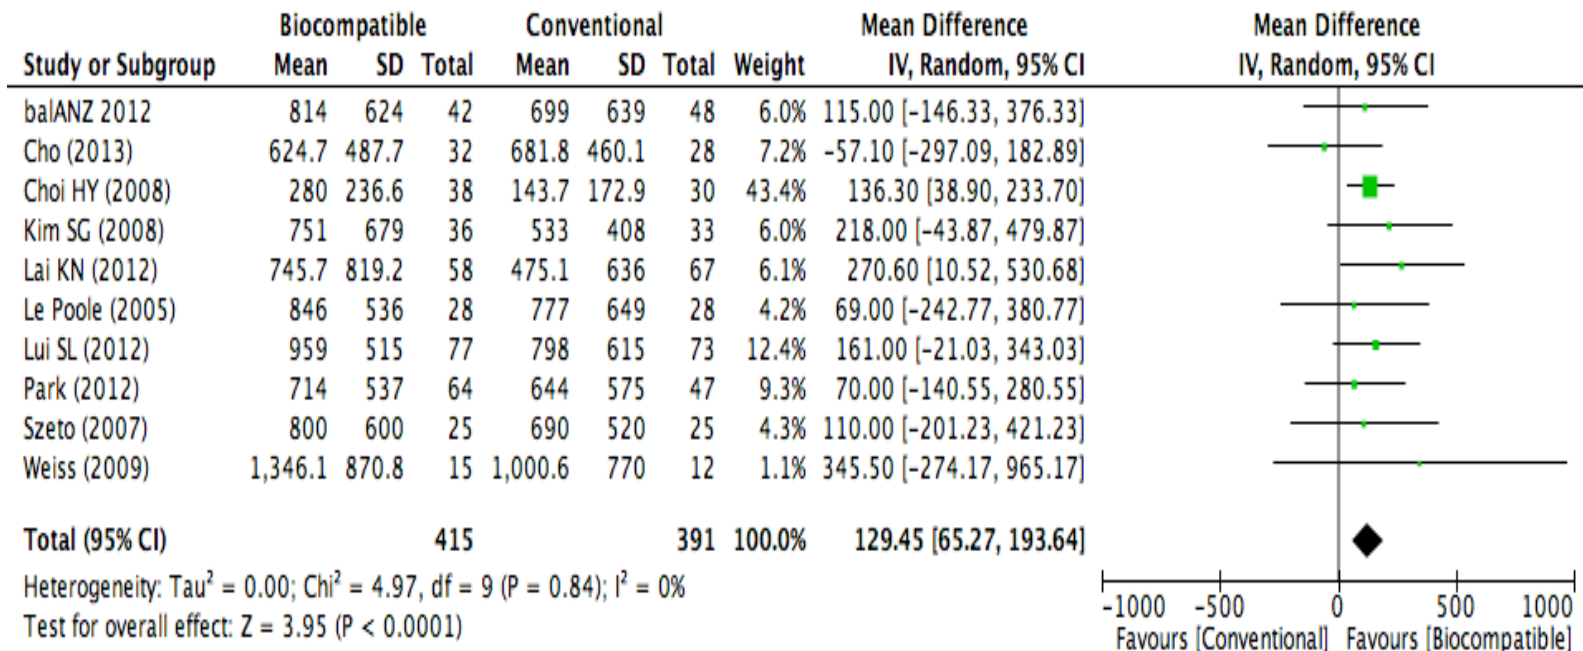 Biocompatible Conventional Mean Difference Mean Difference
Study or Subgroup Mean SD Total Mean SD Total Weight IV, Random, 95% CI IV, Random, 95% CI
balANZ 2012 814 624 42 699 639 48 6.0% 115.00 [-146.33, 376.33]
Cho (2013) 624.7 487.7 32 681.8 460.1 28 7.2% -57.10 [-297.09, 182.89]
Choi HY (2008) 280 236.6 38 143.7 172.9 30 43.4% 136.30 [38.90, 233.70]
Kim SG (2008) 751 679 36 533 408 33 6.0% 218.00 [-43.87, 479.87]
Lai KN (2012) 745.7 819.2 58 475.1 636 67 6.1% 270.60 [10.52, 530.68]
Le Poole (2005) 846 536 28 777 649 28 4.2% 69.00 [-242.77, 380.77]
Lui SL (2012) 959 515 77 798 615 73 12.4% 161.00 [-21.03, 343.03]
Park (2012) 714 537 64 644 575 47 9.3% 70.00 [-140.55, 280.55]
Szeto (2007) 800 600 25 690 520 25 4.3% 110.00 [-201.23, 421.23]
Weiss (2009) 1,346.1 870.8 15 1,000.6 770 12 1.1% 345.50 [-274.17, 965.17]
Total (95% CI) 415 391 100.0% 129.45 [65.27, 193.64]
Heterogeneity: Tau² = 0.00; Chi² = 4.97, df = 9 (P = 0.84); I² = 0%
Test for overall effect: Z = 3.95 (P < 0.0001)
-1000 -500 0 500 1000
Favours [Conventional] Favours [Biocompatible]